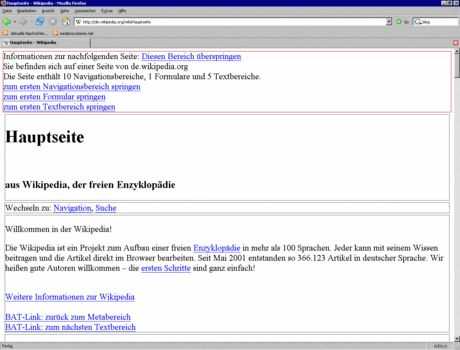 Hauptseite - Wikipedia - Mozilla Firefox
Datei Bearbeiten Ansicht Gehe Lesezeichen Extras Hilfe
http://de.wikipedia.org/wiki/Hauptseite
Go
blog
Aktuelle Nachrichten...
Hauptseite - Wikipedia
Informationen zur nachfolgenden Seite: Diesen Bereich überspringen
Sie befinden sich auf einer Seite von de.wikipedia.org
Die Seite enthält 10 Navigationsbereiche, 1 Formulare und 5 Textbereiche.
zum ersten Navigationsbereich springen
zum ersten Formular springen
zum ersten Textbereich springen
Hauptseite
aus Wikipedia, der freien Enzyklopädie
Wechseln zu: Navigation, Suche
Willkommen in der Wikipedia!
Die Wikipedia ist ein Projekt zum Aufbau einer freien Enzyklopädie in mehr als 100 Sprachen. Jeder kann mit seinem Wissen
beitragen und die Artikel direkt im Browser bearbeiten. Seit Mai 2001 entstanden so 366.123 Artikel in deutscher Sprache. Wir
heißen gute Autoren willkommen – die ersten Schritte sind ganz einfach!
Weitere Informationen zur Wikipedia
BAT-Link: zurück zum Metabereich
BAT-Link: zum nächsten Textbereich
Fertig
Adblock